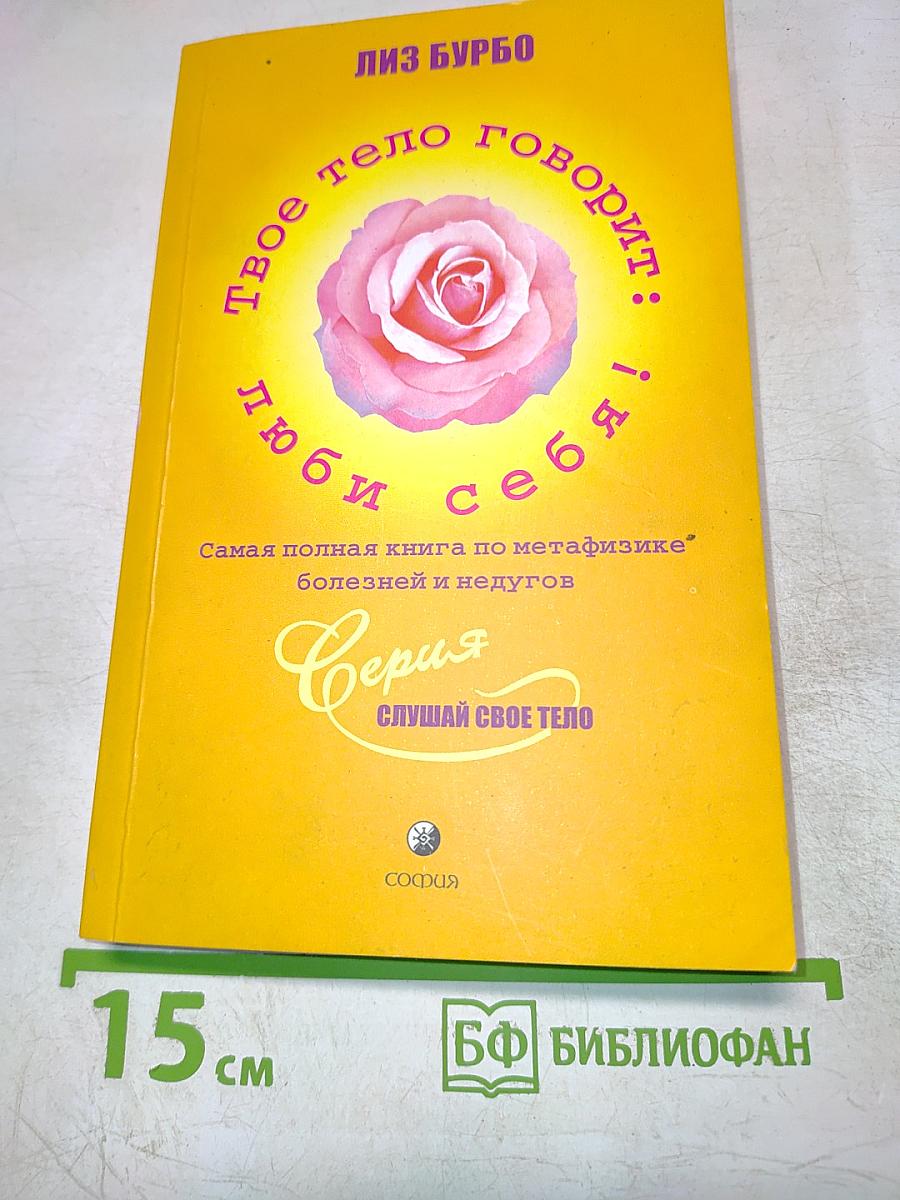 ЛИЗ БУРБО
Твое тело говорит:
люби себя!
Самая полная книга по метафизике
болезней и недугов
Серия
СЛУШАЙ СВОЕ ТЕЛО
СОФИЯ
15 см
БФ БИБЛИОФАН